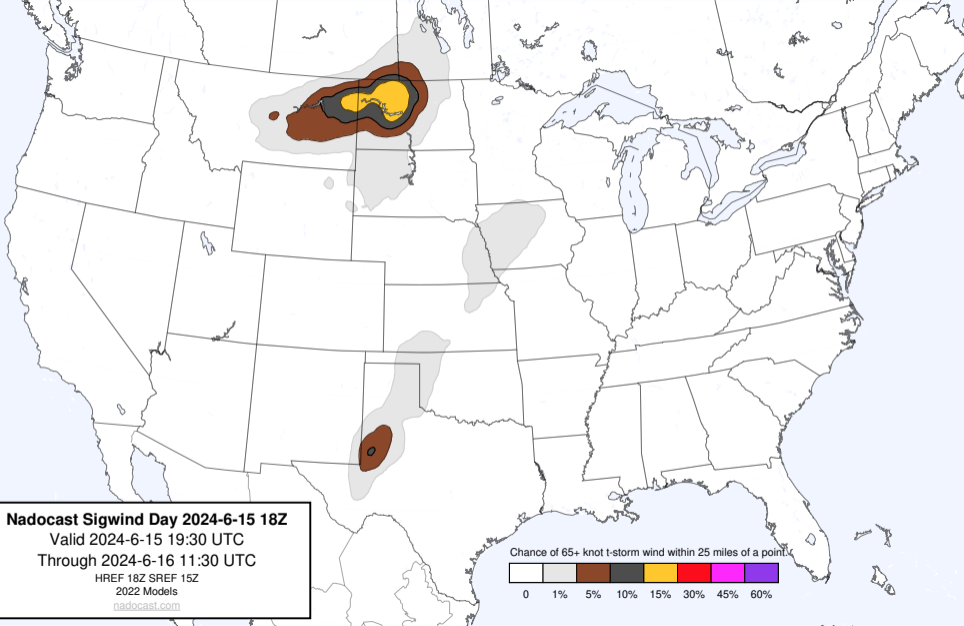 Nadocast Sigwind Day 2024-6-15 18Z
Valid 2024-6-15 19:30 UTC
Through 2024-6-16 11:30 UTC
HREF 18Z SREF 15Z
2022 Models
nadocast.com
Chance of 65+ knot t-storm wind within 25 miles of a point.
0 1% 5% 10% 15% 30% 45% 60%